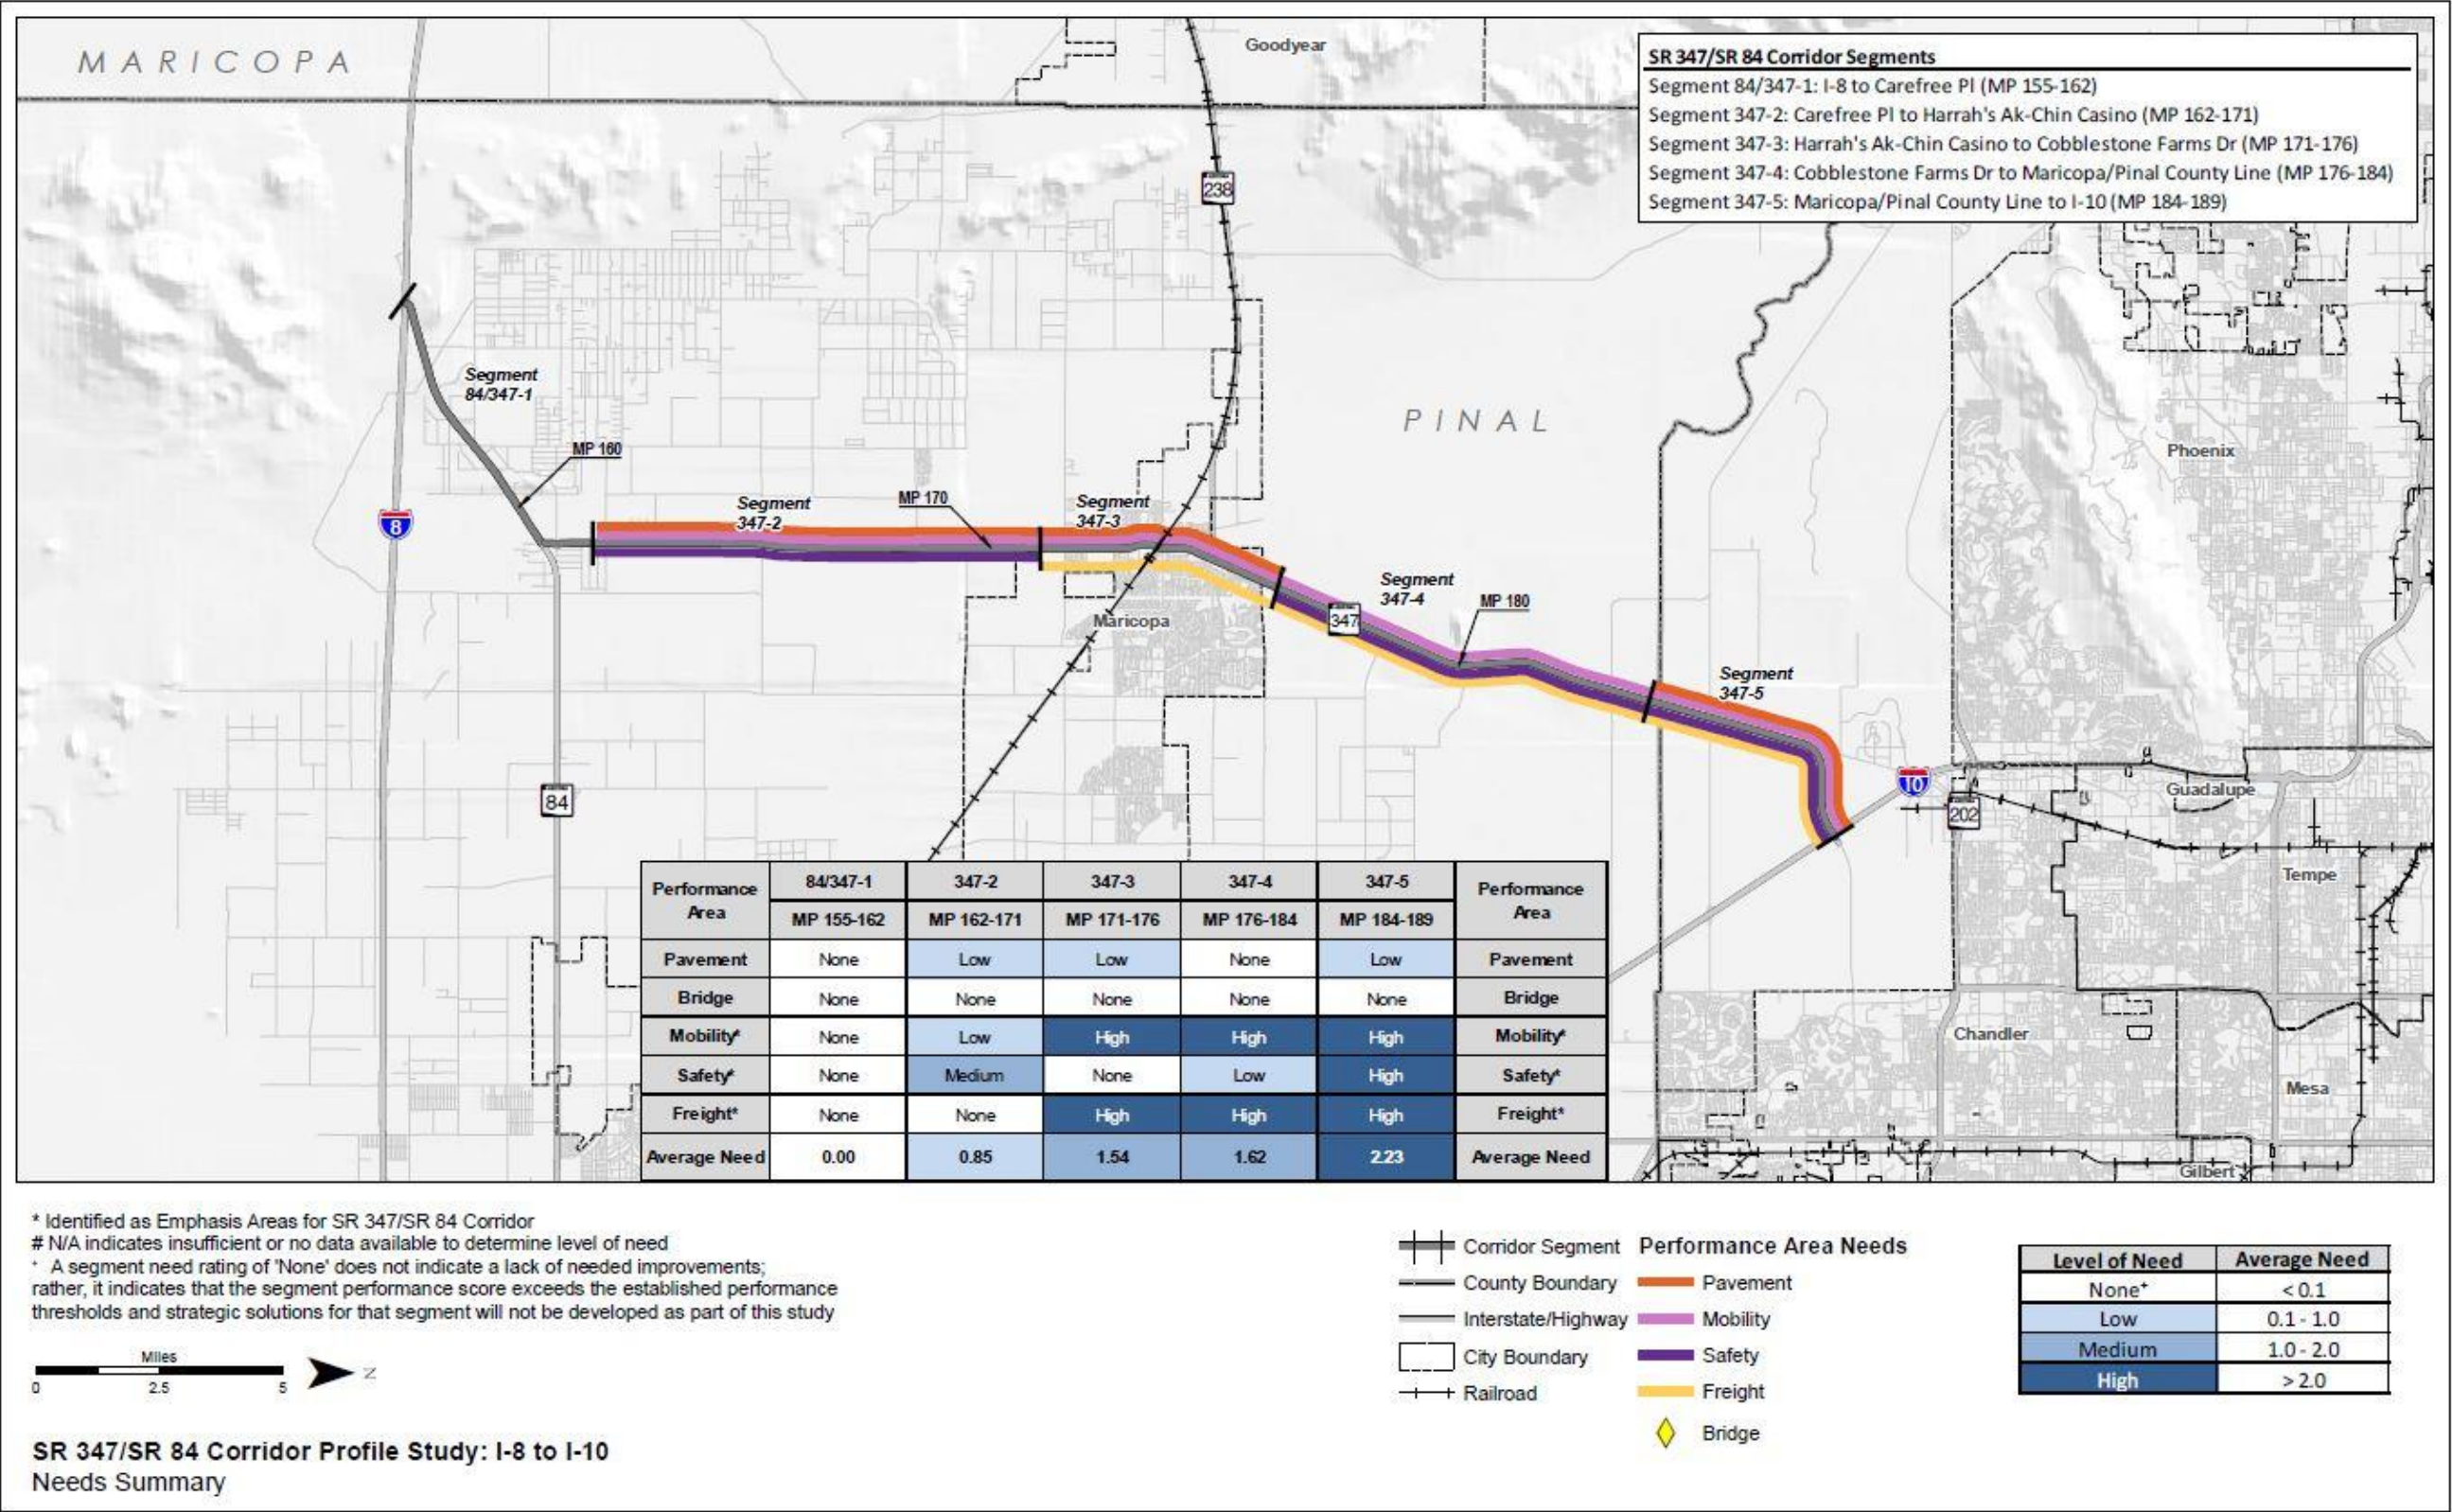 MARICOPA
Goodyear
SR 347/SR 84 Corridor Segments
Segment 84/347-1: I-8 to Carefree Pl (MP 155-162)
Segment 347-2: Carefree Pl to Harrah's Ak-Chin Casino (MP 162-171)
Segment 347-3: Harrah's Ak-Chin Casino to Cobblestone Farms Dr (MP 171-176)
Segment 347-4: Cobblestone Farms Dr to Maricopa/Pinal County Line (MP 176-184)
Segment 347-5: Maricopa/Pinal County Line to I-10 (MP 184-189)
238
Segment
84/347-1
PINAL
MP 160
Phoenix
8
Segment
347-2
MP 170
Segment
347-3
Segment
347-4
MP 180
347
Maricopa
Segment
347-5
84
10
202
Guadalupe
Tempe
Chandler
Mesa
Gilbert
Performance Area 84/347-1 347-2 347-3 347-4 347-5 Performance Area
MP 155-162 MP 162-171 MP 171-176 MP 176-184 MP 184-189
Pavement None Low Low None Low Pavement
Bridge None None None None None Bridge
Mobility* None Low High High High Mobility*
Safety* None Medium None Low High Safety*
Freight* None None High High High Freight*
Average Need 0.00 0.85 1.54 1.62 2.23 Average Need
* Identified as Emphasis Areas for SR 347/SR 84 Corridor
# N/A indicates insufficient or no data available to determine level of need
+ A segment need rating of 'None' does not indicate a lack of needed improvements;
rather, it indicates that the segment performance score exceeds the established performance
thresholds and strategic solutions for that segment will not be developed as part of this study
Miles
0 2.5 5
N
SR 347/SR 84 Corridor Profile Study: I-8 to I-10
Needs Summary
Corridor Segment
County Boundary
Interstate/Highway
City Boundary
Railroad
Performance Area Needs
Pavement
Mobility
Safety
Freight
Bridge
Level of Need Average Need
None+ < 0.1
Low 0.1 - 1.0
Medium 1.0 - 2.0
High > 2.0